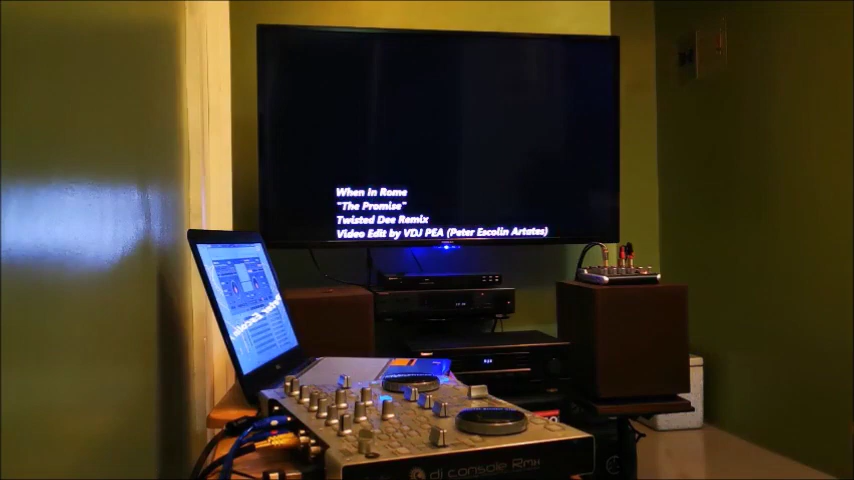 When In Rome
"The Promise"
Twisted Dee Remix
Video Edit by VDJ PEA (Peter Escolin Artates)
dj console Rmx